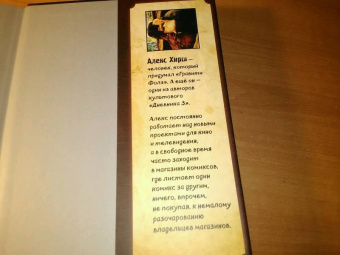 Алекс Хирш —
человек, который
придумал «Гравити
Фолз». А ещё он —
один из авторов
культового
«Дневника 3».
Алекс постоянно
работает над новыми
проектами для кино
и телевидения,
а в свободное время
часто заходит
в магазины комиксов,
где листает один
комикс за другим,
ничего, впрочем,
не покупая, к немалому
разочарованию
владельцев магазинов.